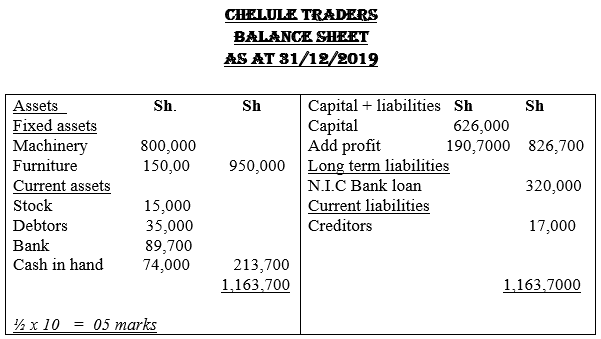 CHELULE TRADERS
BALANCE SHEET
AS AT 31/12/2019
Assets Sh. Sh Capital + liabilities Sh Sh
Fixed assets Capital 626,000
Machinery 800,000 Add profit 190,7000 826,700
Furniture 150,00 950,000 Long term liabilities
Current assets N.I.C Bank loan 320,000
Stock 15,000 Current liabilities
Debtors 35,000 Creditors 17,000
Bank 89,700
Cash in hand 74,000 213,700
1,163,700 1,163,7000
½ x 10 = 05 marks